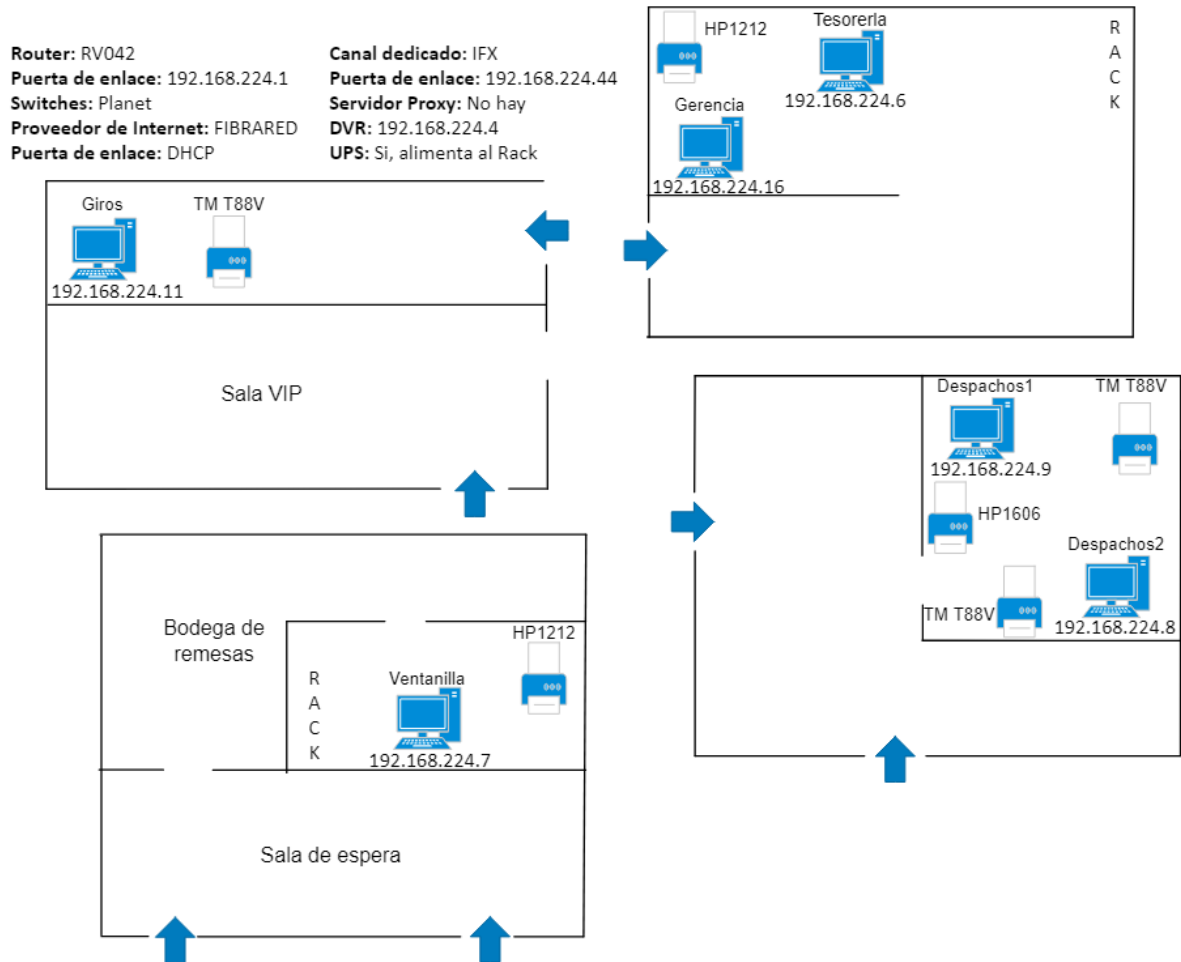 Router: RV042
Puerta de enlace: 192.168.224.1
Switches: Planet
Proveedor de Internet: FIBRARED
Puerta de enlace: DHCP
Canal dedicado: IFX
Puerta de enlace: 192.168.224.44
Servidor Proxy: No hay
DVR: 192.168.224.4
UPS: Si, alimenta al Rack
HP1212
Tesorerla
192.168.224.6
Gerencia
192.168.224.16
R
A
C
K
Giros
TM T88V
192.168.224.11
Sala VIP
Despachos1
TM T88V
192.168.224.9
HP1606
Despachos2
TM T88V
192.168.224.8
Bodega de
remesas
HP1212
R
A
C
K
Ventanilla
192.168.224.7
Sala de espera